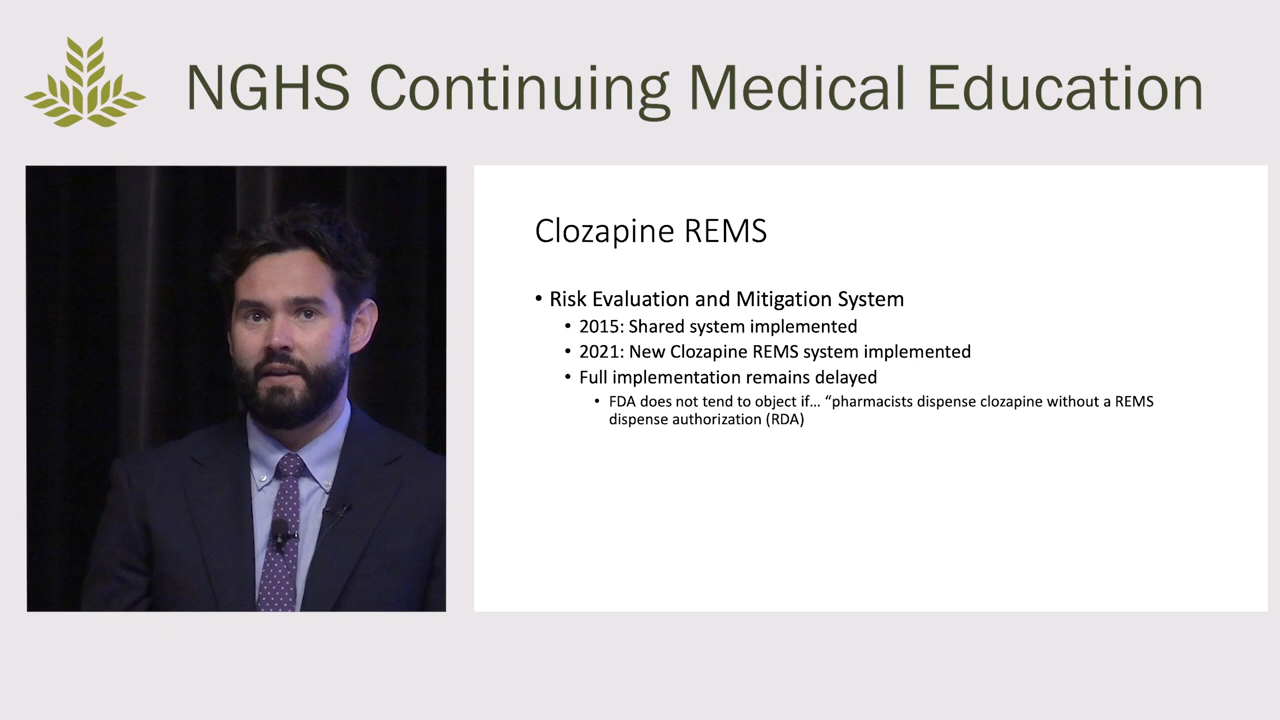 NGHS Continuing Medical Education
Clozapine REMS
• Risk Evaluation and Mitigation System
• 2015: Shared system implemented
• 2021: New Clozapine REMS system implemented
• Full implementation remains delayed
• FDA does not tend to object if… “pharmacists dispense clozapine without a REMS
dispense authorization (RDA)